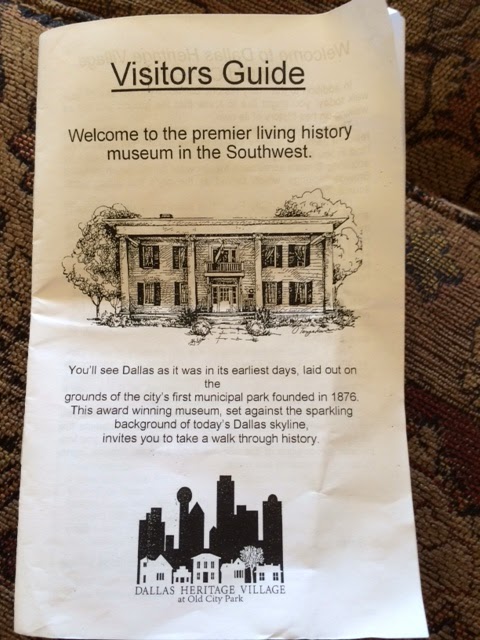 Visitors Guide
Welcome to the premier living history
museum in the Southwest.
You'll see Dallas as it was in its earliest days, laid out on
the
grounds of the city's first municipal park founded in 1876.
This award winning museum, set against the sparkling
background of today's Dallas skyline,
invites you to take a walk through history.
DALLAS HERITAGE VILLAGE
at Old City Park